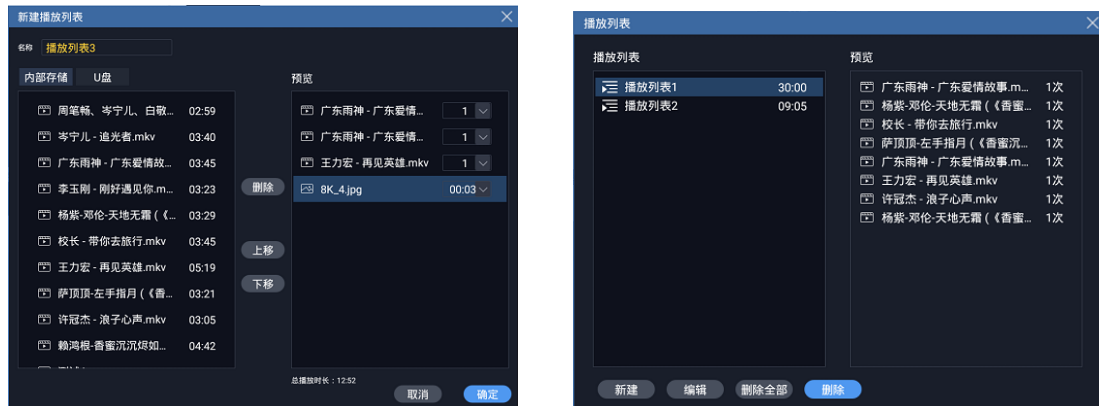 新建播放列表
名称 播放列表3
内部存储 U盘
周笔畅、岑宁儿、白敬... 02:59
岑宁儿 - 追光者.mkv 03:40
广东雨神 - 广东爱情故... 03:45
李玉刚 - 刚好遇见你.m... 03:23
杨紫-邓伦-天地无霜 (《... 03:29
校长 - 带你去旅行.mkv 03:45
王力宏 - 再见英雄.mkv 05:19
萨顶顶-左手指月 (《香... 03:21
许冠杰 - 浪子心声.mkv 03:05
赖鸿根-香蜜沉沉烬如... 04:42
删除
上移
下移
预览
广东雨神 - 广东爱情... 1
广东雨神 - 广东爱情... 1
王力宏 - 再见英雄.mkv 1
8K_4.jpg 00:03
总播放时长：12:52
取消 确定
播放列表
播放列表
播放列表1 30:00
播放列表2 09:05
预览
广东雨神 - 广东爱情故事.m... 1次
杨紫-邓伦-天地无霜 (《香蜜... 1次
校长 - 带你去旅行.mkv 1次
萨顶顶-左手指月 (《香蜜沉... 1次
广东雨神 - 广东爱情故事.m... 1次
王力宏 - 再见英雄.mkv 1次
许冠杰 - 浪子心声.mkv 1次
杨紫-邓伦-天地无霜 (《香蜜... 1次
新建 编辑 删除全部 删除